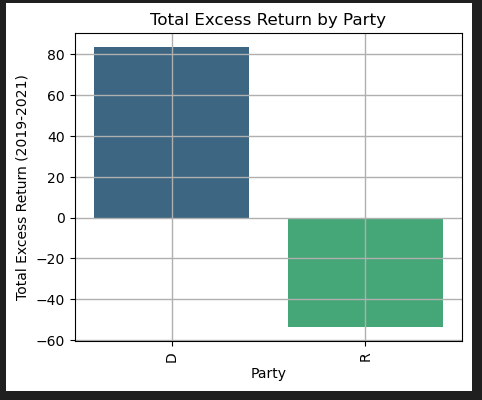 Total Excess Return by Party
Total Excess Return (2019-2021)
80
60
40
20
0
−20
−40
−60
D
R
Party